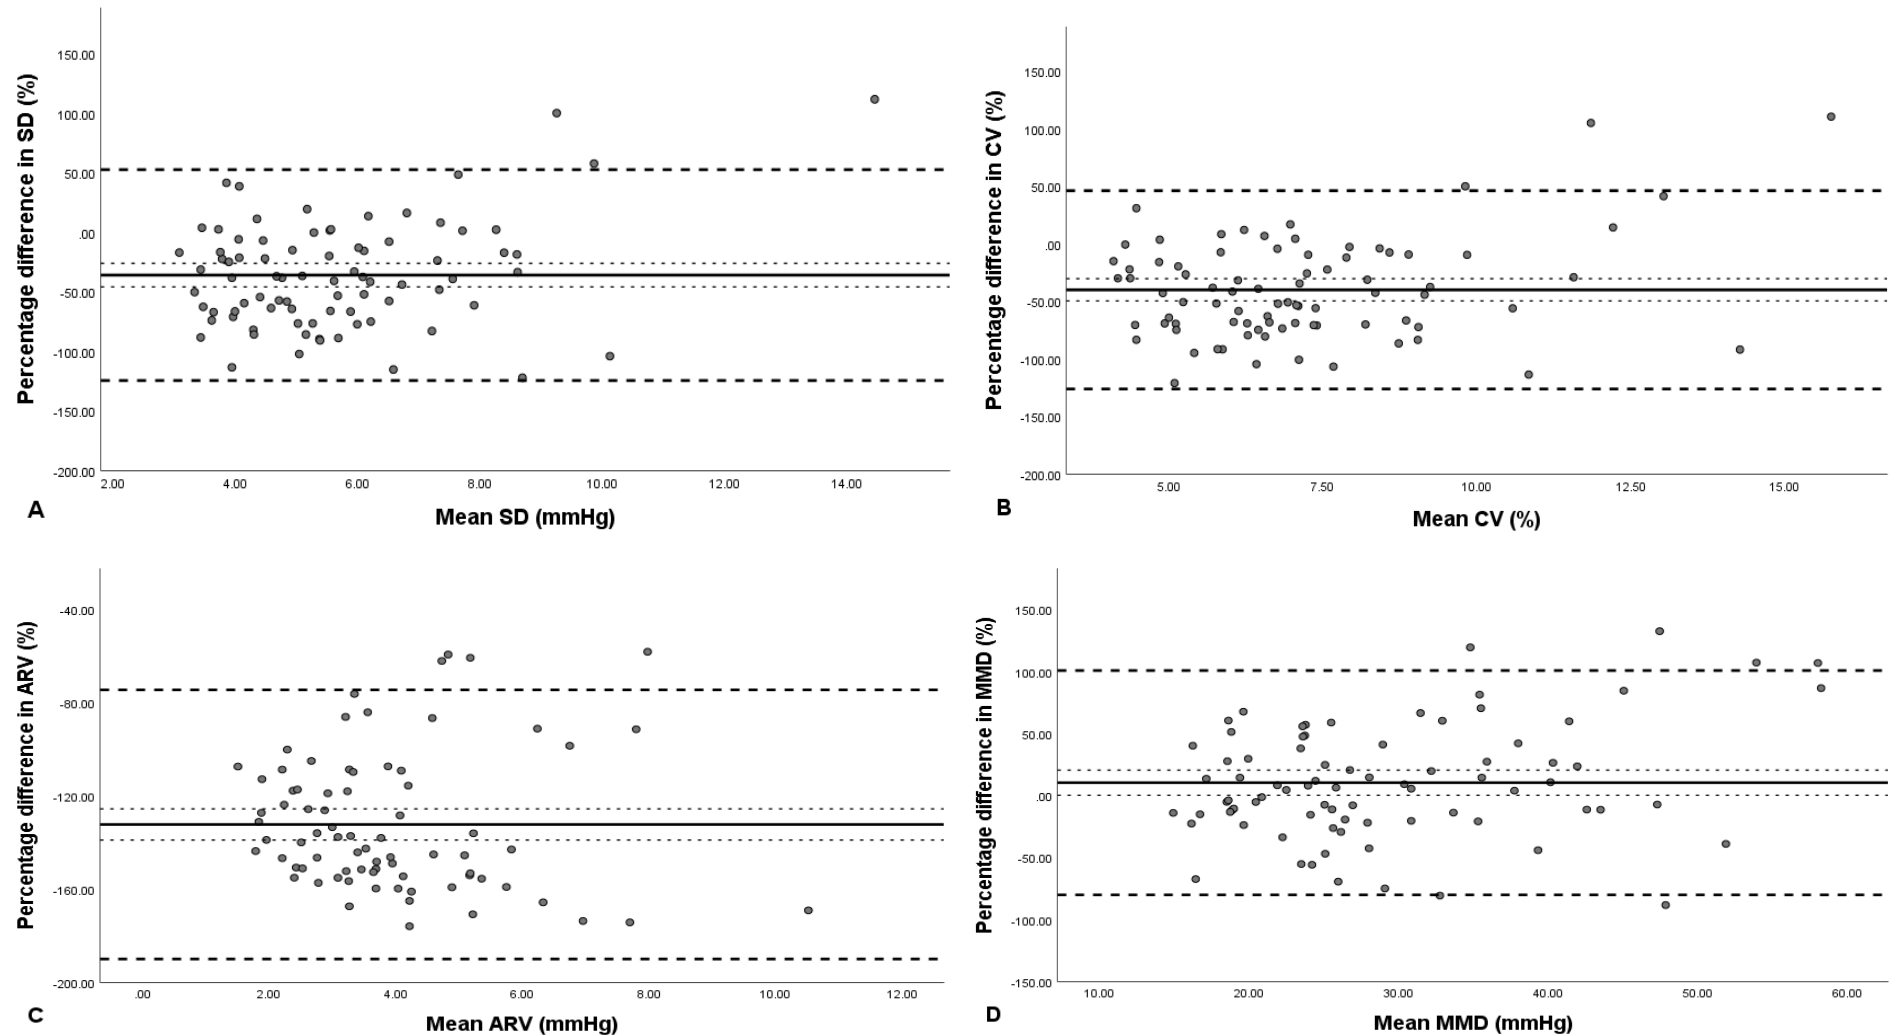 Percentage difference in SD (%)
150.00
100.00
50.00
.00
-50.00
-100.00
-150.00
-200.00
2.00 4.00 6.00 8.00 10.00 12.00 14.00
A
Mean SD (mmHg)
Percentage difference in CV (%)
150.00
100.00
50.00
.00
-50.00
-100.00
-150.00
-200.00
5.00 7.50 10.00 12.50 15.00
B
Mean CV (%)
Percentage difference in ARV (%)
-40.00
-80.00
-120.00
-160.00
-200.00
.00 2.00 4.00 6.00 8.00 10.00 12.00
C
Mean ARV (mmHg)
Percentage difference in MMD (%)
150.00
100.00
50.00
.00
-50.00
-100.00
-150.00
10.00 20.00 30.00 40.00 50.00 60.00
D
Mean MMD (mmHg)